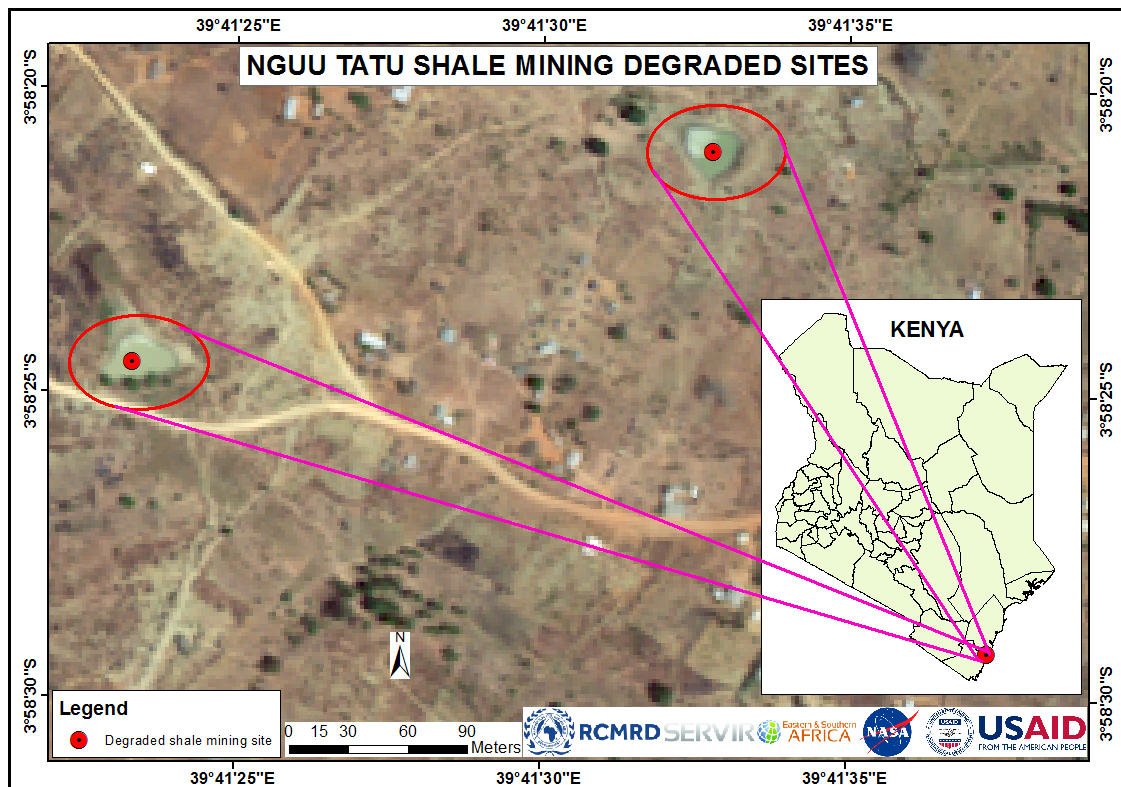 39°41'25"E
39°41'30"E
39°41'35"E
NGUU TATU SHALE MINING DEGRADED SITES
3°58'20"S
3°58'20"S
KENYA
3°58'25"S
3°58'25"S
N
3°58'30"S
3°58'30"S
Legend
Degraded shale mining site
0 15 30 60 90
Meters
RCMRD
SERVIR
Eastern & Southern
AFRICA
NASA
USAID
USAID
FROM THE AMERICAN PEOPLE
39°41'25"E
39°41'30"E
39°41'35"E